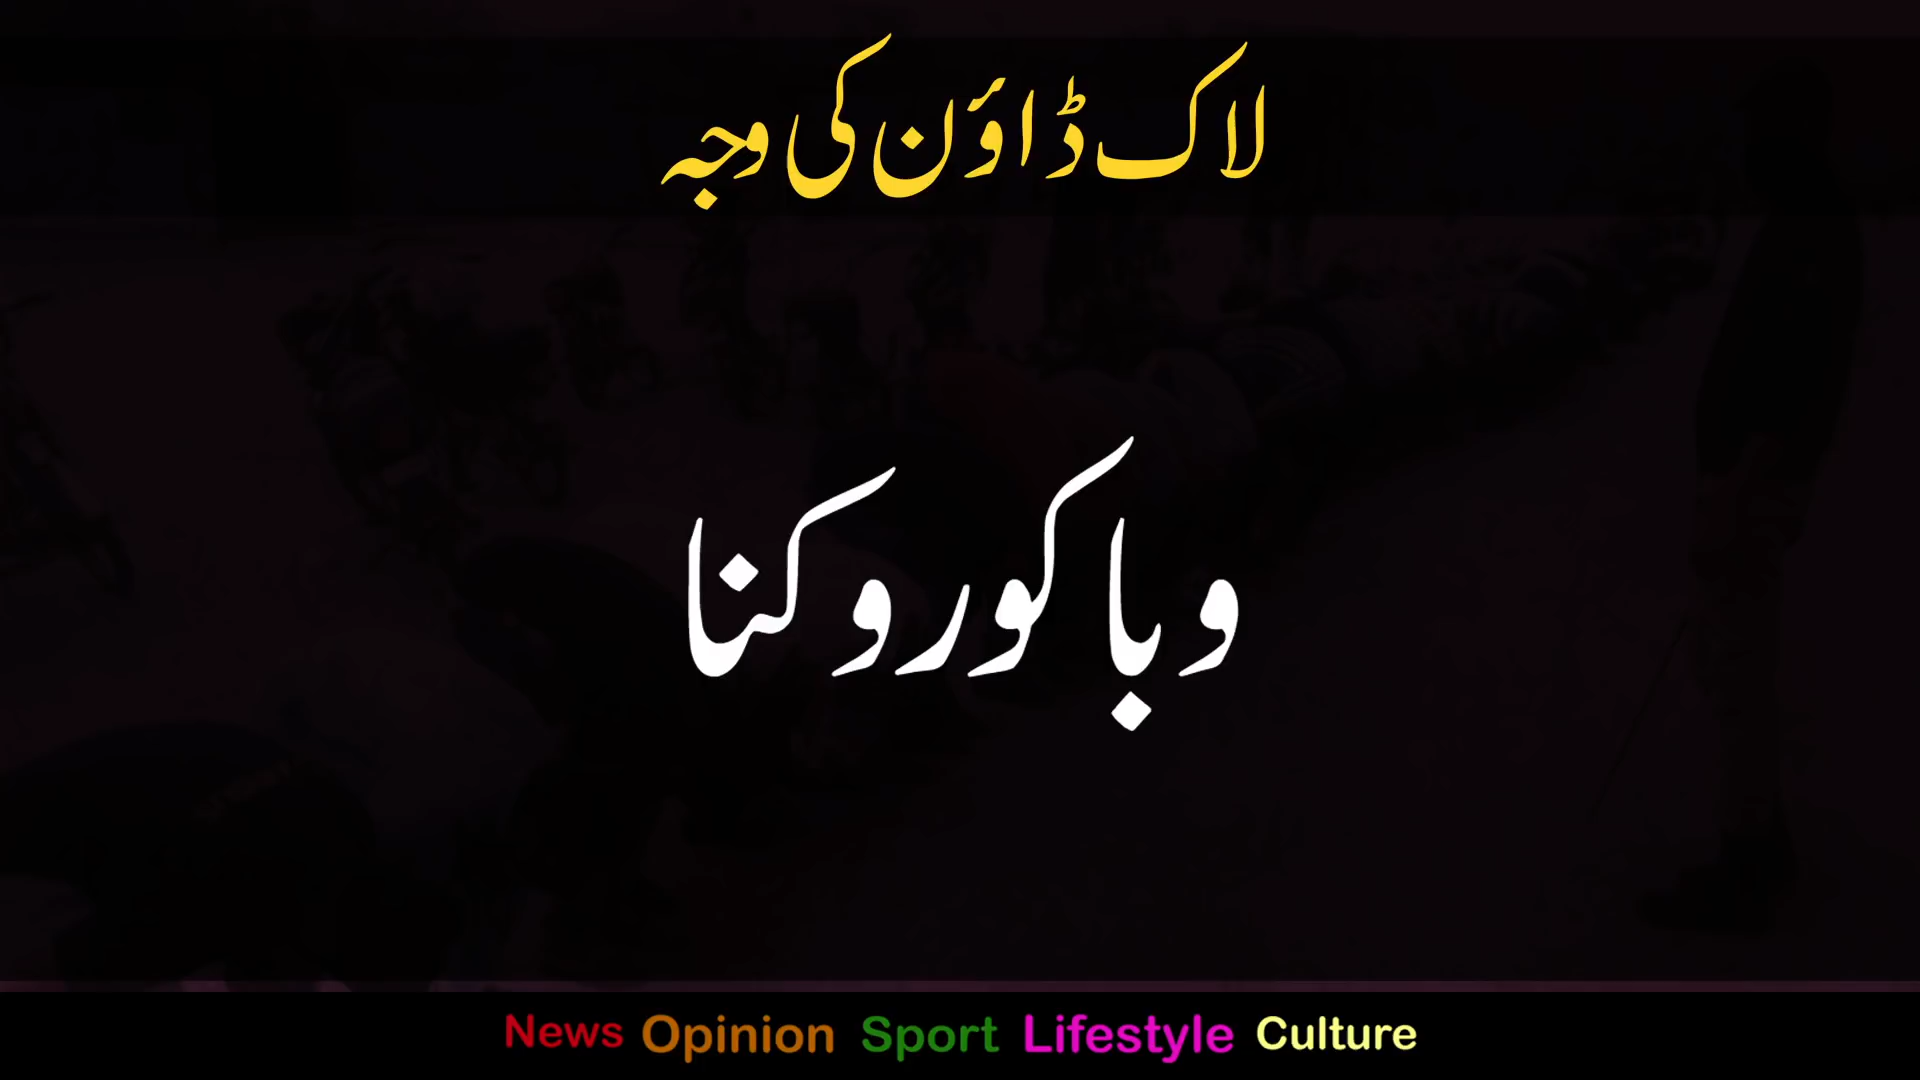 لاک ڈاؤن کی وجہ
وبا کو روکنا
News Opinion Sport Lifestyle Culture